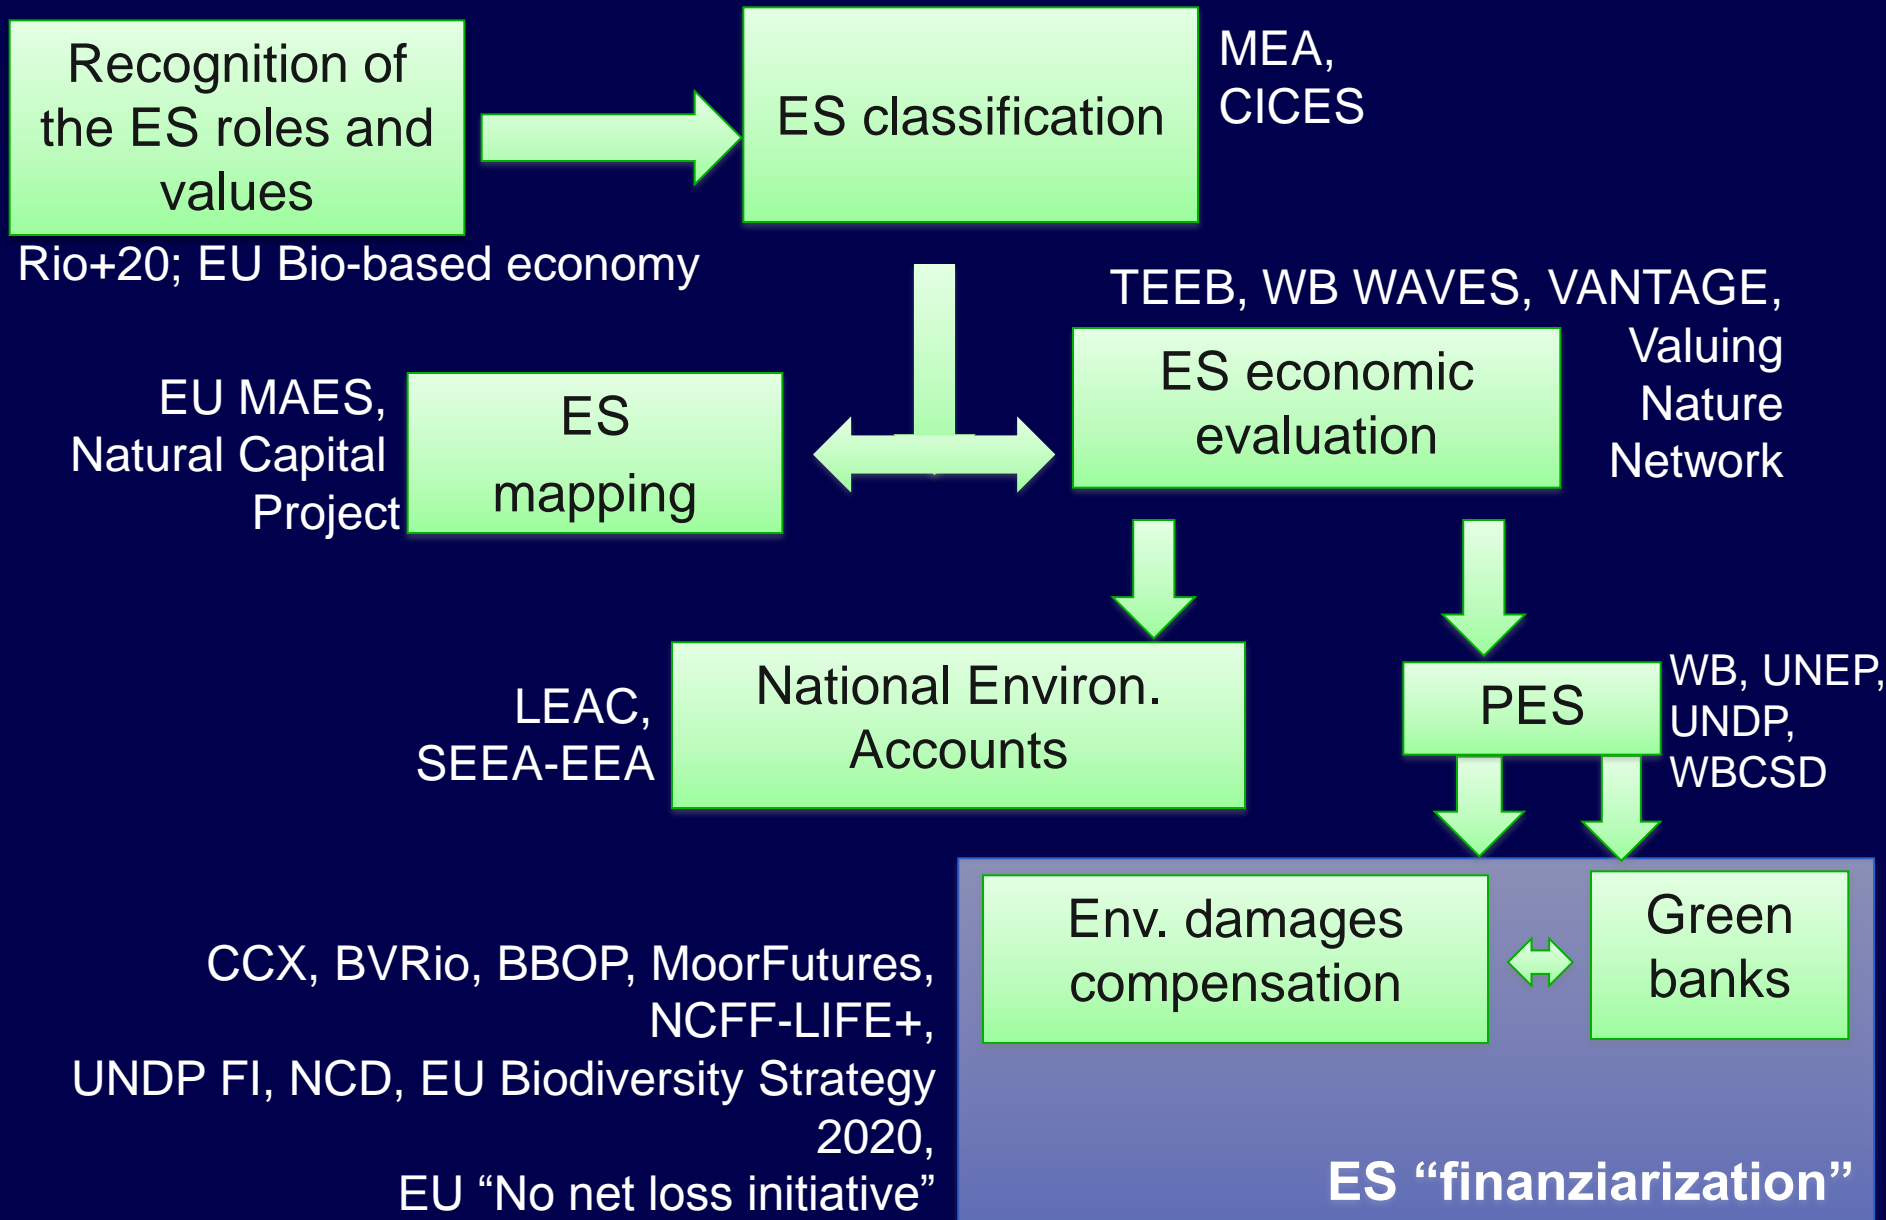 Recognition of
the ES roles and
values
ES classification
MEA,
CICES
Rio+20; EU Bio-based economy
TEEB, WB WAVES, VANTAGE,
Valuing
Nature
Network
EU MAES,
Natural Capital
Project
ES
mapping
ES economic
evaluation
LEAC,
SEEA-EEA
National Environ.
Accounts
PES
WB, UNEP,
UNDP,
WBCSD
CCX, BVRio, BBOP, MoorFutures,
NCFF-LIFE+,
UNDP FI, NCD, EU Biodiversity Strategy
2020,
EU “No net loss initiative”
Env. damages
compensation
Green
banks
ES “finanziarization”